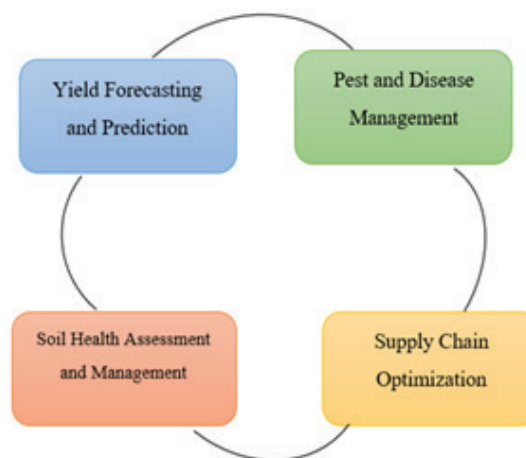 Yield Forecasting
and Prediction
Pest and Disease
Management
Soil Health Assessment
and Management
Supply Chain
Optimization